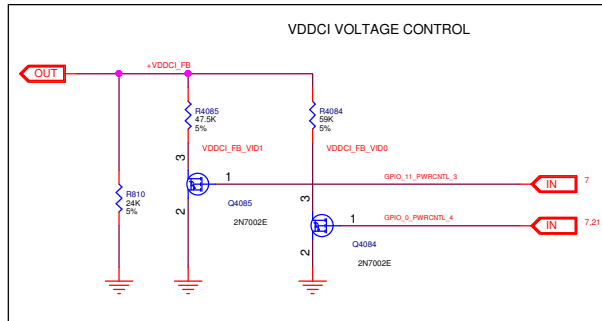 VDDCI VOLTAGE CONTROL
OUT
+VDDCI_FB
R4085
47.5K
5%
R4084
59K
5%
VDDCI_FB_VID1
VDDCI_FB_VID0
3
1
GPIO_11_PWRCNTL_3
IN
7
R810
24K
5%
2
Q4085
2N7002E
3
1
GPIO_0_PWRCNTL_4
IN
7,21
Q4084
2
2N7002E